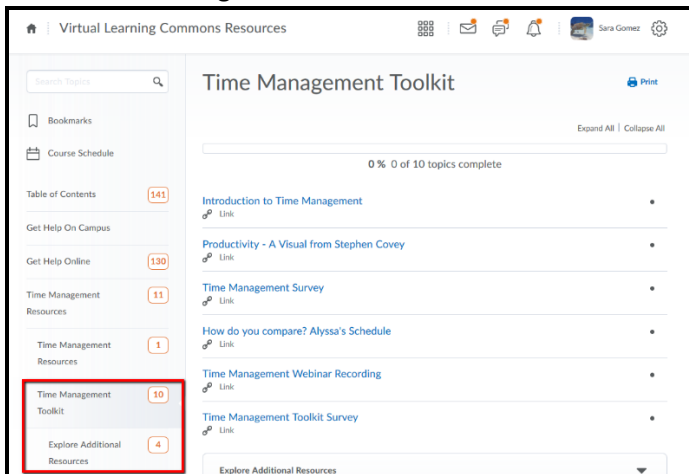 Virtual Learning Commons Resources
Sara Gomez
Search Topics
Bookmarks
Course Schedule
Table of Contents 141
Get Help On Campus
Get Help Online 130
Time Management 11
Resources
Time Management 1
Resources
Time Management 10
Toolkit
Explore Additional 4
Resources
Time Management Toolkit
Print
Expand All | Collapse All
0 % 0 of 10 topics complete
Introduction to Time Management
Link
Productivity - A Visual from Stephen Covey
Link
Time Management Survey
Link
How do you compare? Alyssa's Schedule
Link
Time Management Webinar Recording
Link
Time Management Toolkit Survey
Link
Explore Additional Resources